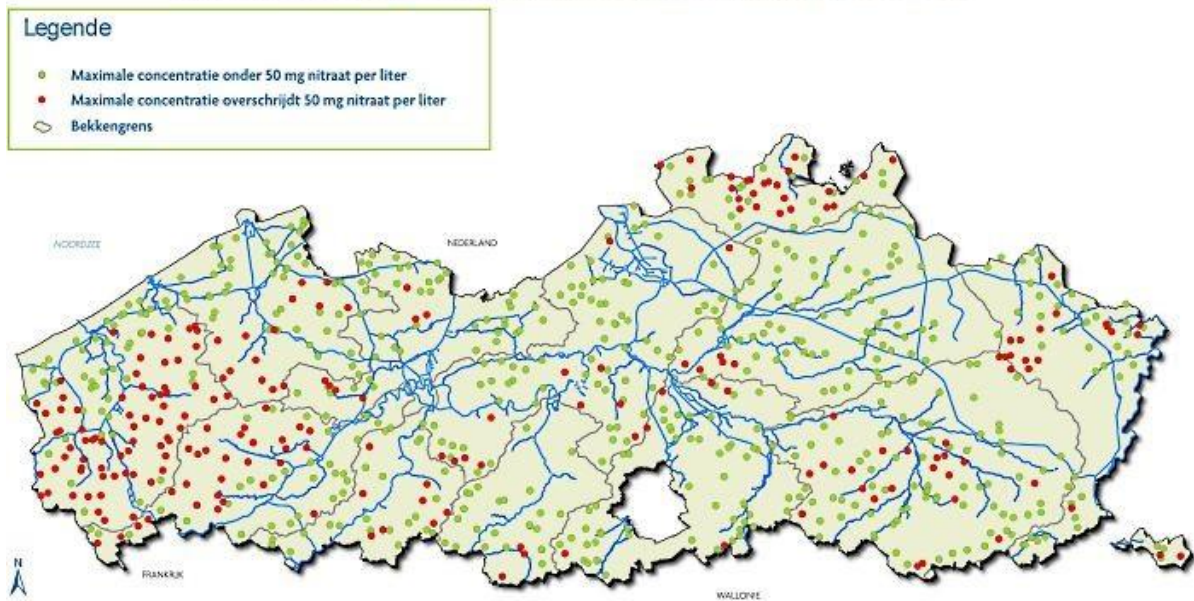 Legende
Maximale concentratie onder 50 mg nitraat per liter
Maximale concentratie overschrijdt 50 mg nitraat per liter
Bekkengrens
NOORDZEE
NEDERLAND
N
FRANKRIJK
WALLONIE